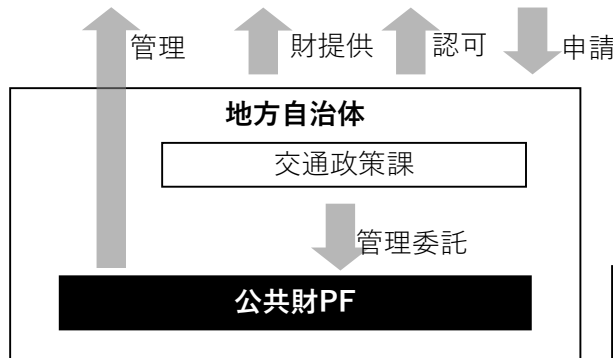 管理
財提供
認可
申請
地方自治体
交通政策課
管理委託
公共財PF